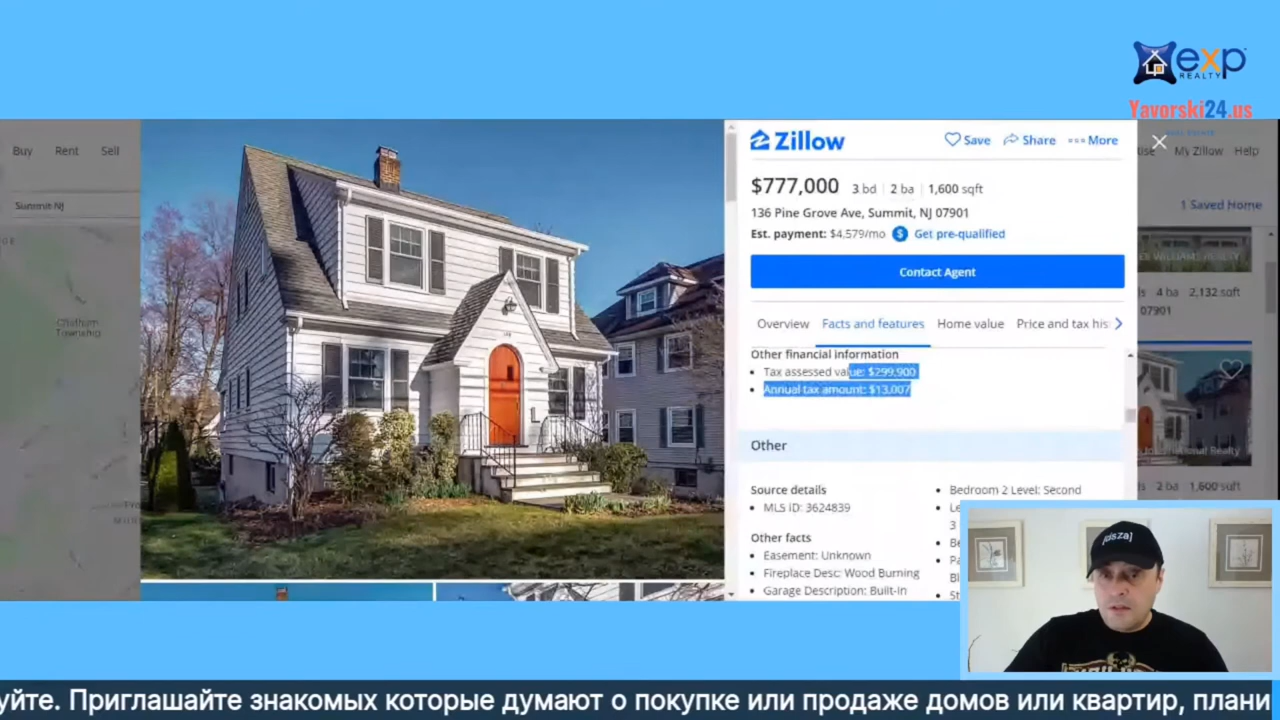 exp
REALTY
Yavorski24.us
Buy Rent Sell
Summit NJ
Chatham
Township
Zillow
Save Share More
My Zillow Help
1 Saved Home
$777,000 3 bd 2 ba 1,600 sqft
136 Pine Grove Ave, Summit, NJ 07901
Est. payment: $4,579/mo $ Get pre-qualified
Contact Agent
4 ba 2,132 sqft
07901
Overview Facts and features Home value Price and tax his
Other financial information
• Tax assessed value: $299,900
• Annual tax amount: $13,007
Other
Source details
• MLS ID: 3624839
Other facts
• Easement: Unknown
• Fireplace Desc: Wood Burning
• Garage Description: Built-In
• Bedroom 2 Level: Second
2 ba 1,600 sqft
[cisza]
уйте. Приглашайте знакомых которые думают о покупке или продаже домов или квартир, плани